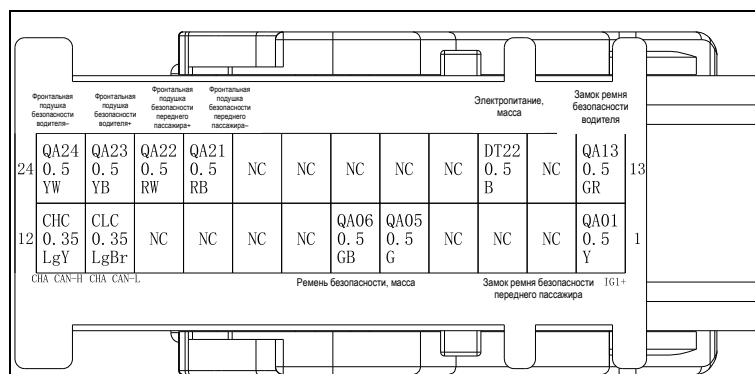 Фронтальная
подушка
безопасности
водителя–
Фронтальная
подушка
безопасности
водителя+
Фронтальная
подушка
безопасности
переднего
пассажира+
Фронтальная
подушка
безопасности
переднего
пассажира–
Электропитание,
масса
Замок ремня
безопасности
водителя
24
QA24
0.5
YW
QA23
0.5
YB
QA22
0.5
RW
QA21
0.5
RB
NC
NC
NC
NC
NC
DT22
0.5
B
NC
QA13
0.5
GR
13
12
CHC
0.35
LgY
CLC
0.35
LgBr
NC
NC
NC
NC
QA06
0.5
GB
QA05
0.5
G
NC
NC
NC
QA01
0.5
Y
1
CHA CAN-H
CHA CAN-L
Ремень безопасности, масса
Замок ремня безопасности
переднего пассажира
IG1+